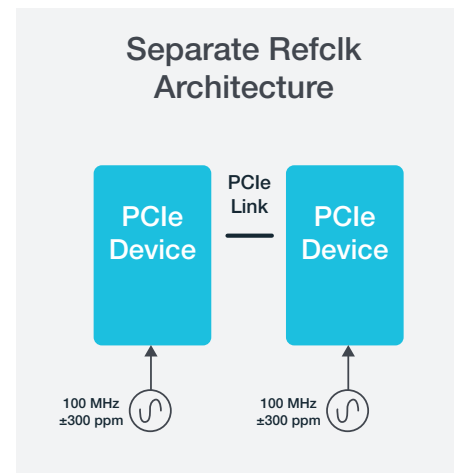 Separate Refclk
Architecture
PCIe
Device
PCIe
Link
PCIe
Device
100 MHz
±300 ppm
100 MHz
±300 ppm